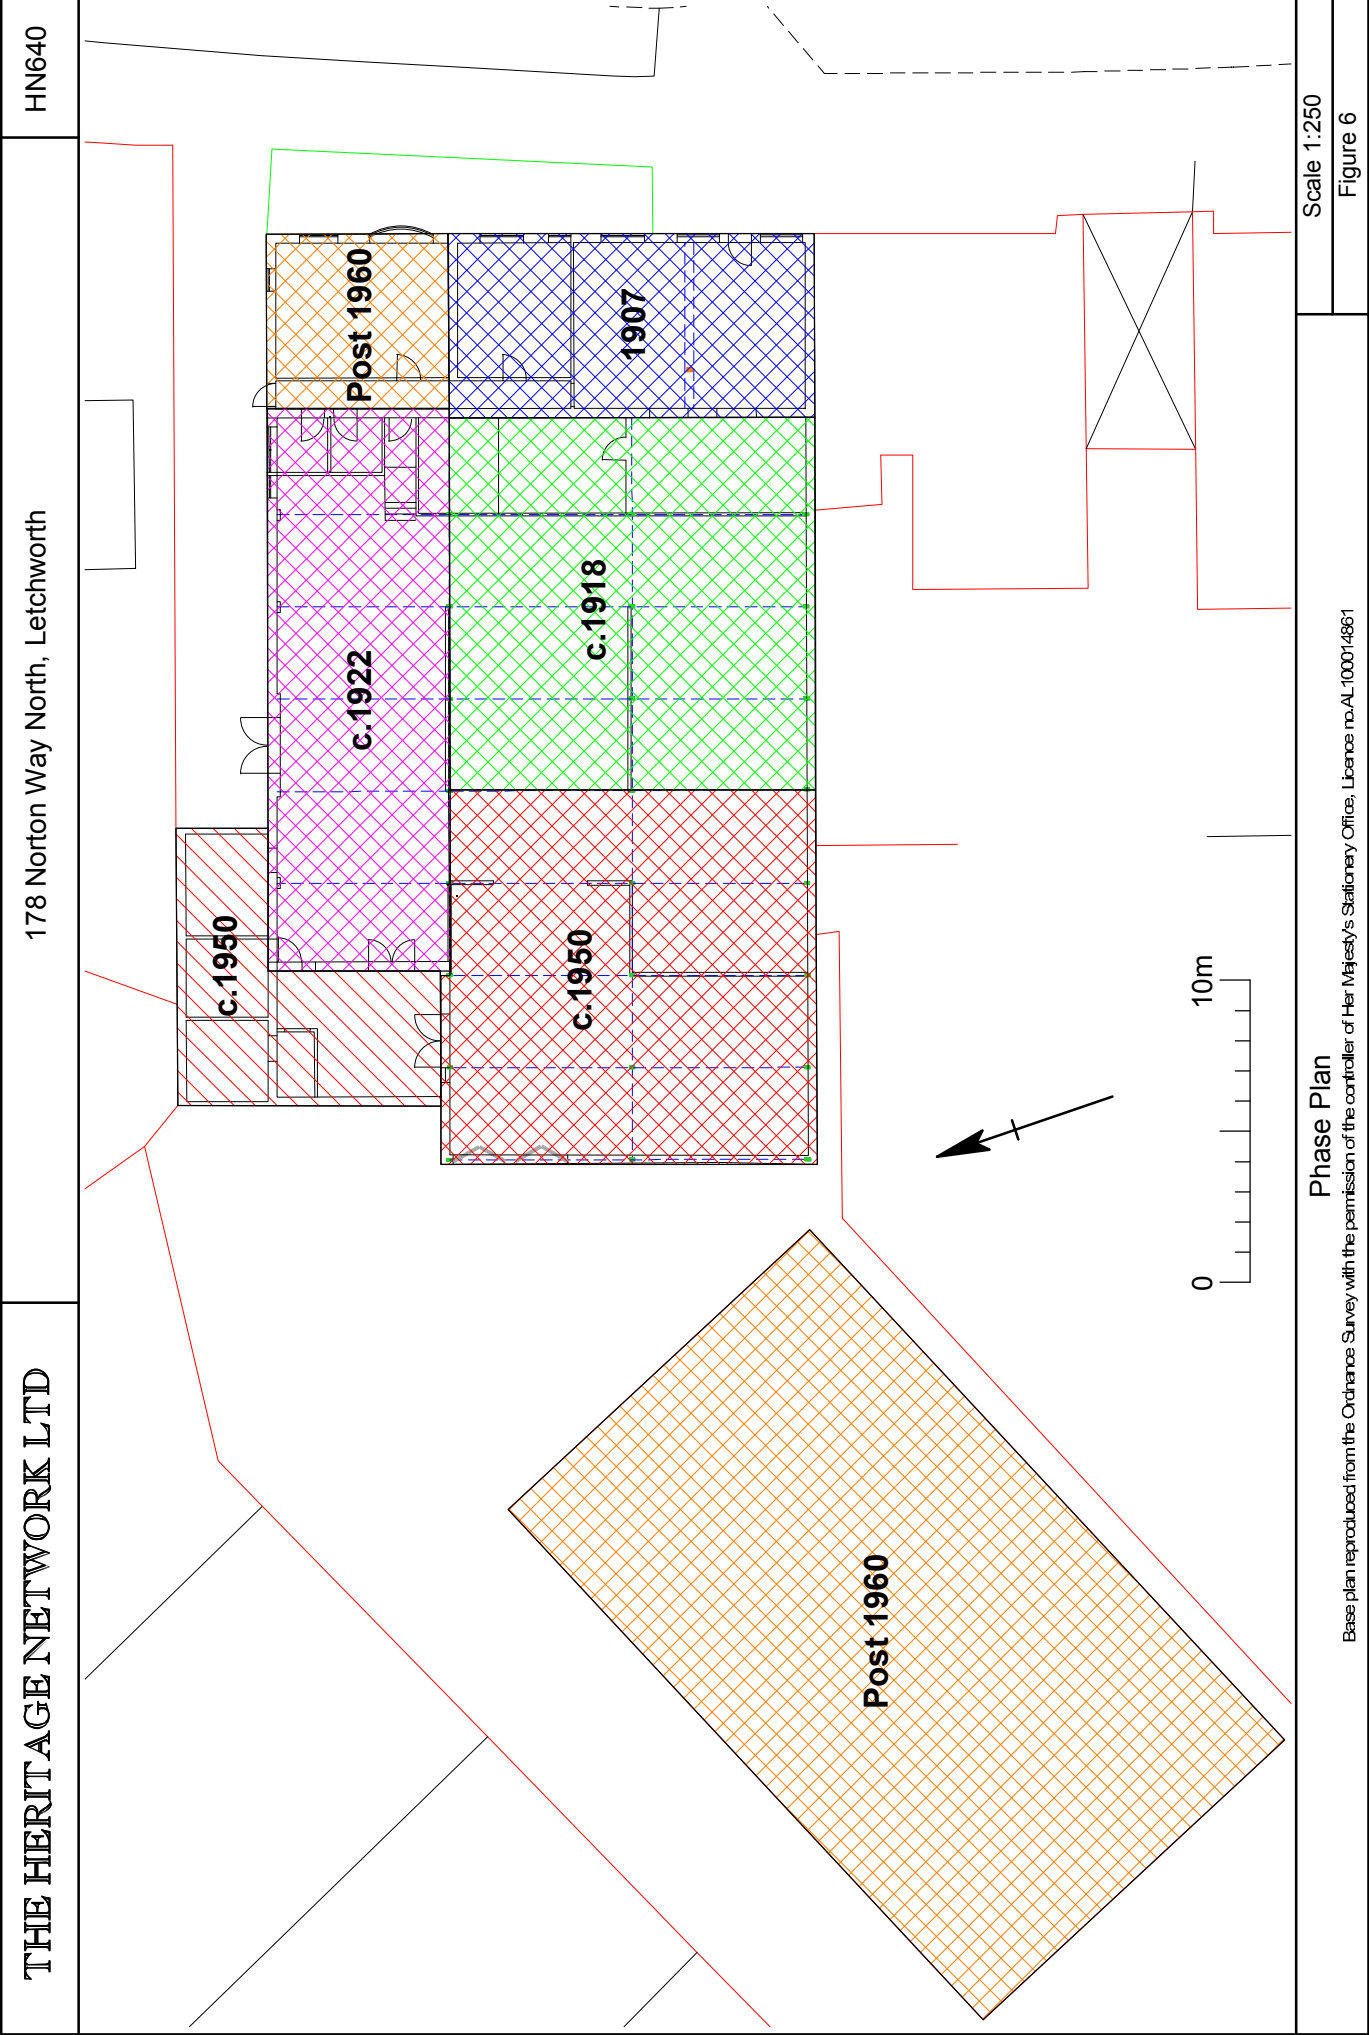 THE HERITAGE NETWORK LTD
178 Norton Way North, Letchworth
HN640
c.1950
c.1922
Post 1960
c.1950
c.1918
1907
Post 1960
0
10m
Phase Plan
Scale 1:250
Base plan reproduced from the Ordnance Survey with the permission of the controller of Her Majesty's Stationery Office, Licence no.AL100014861
Figure 6